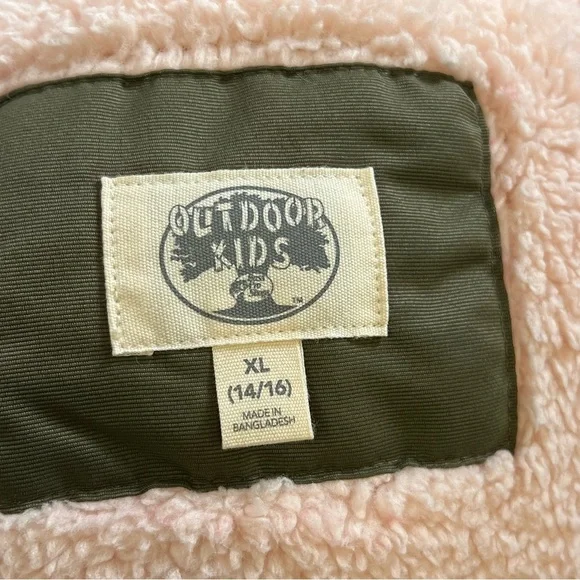 OUTDOOR
KIDS
™
XL
(14/16)
MADE IN
BANGLADESH